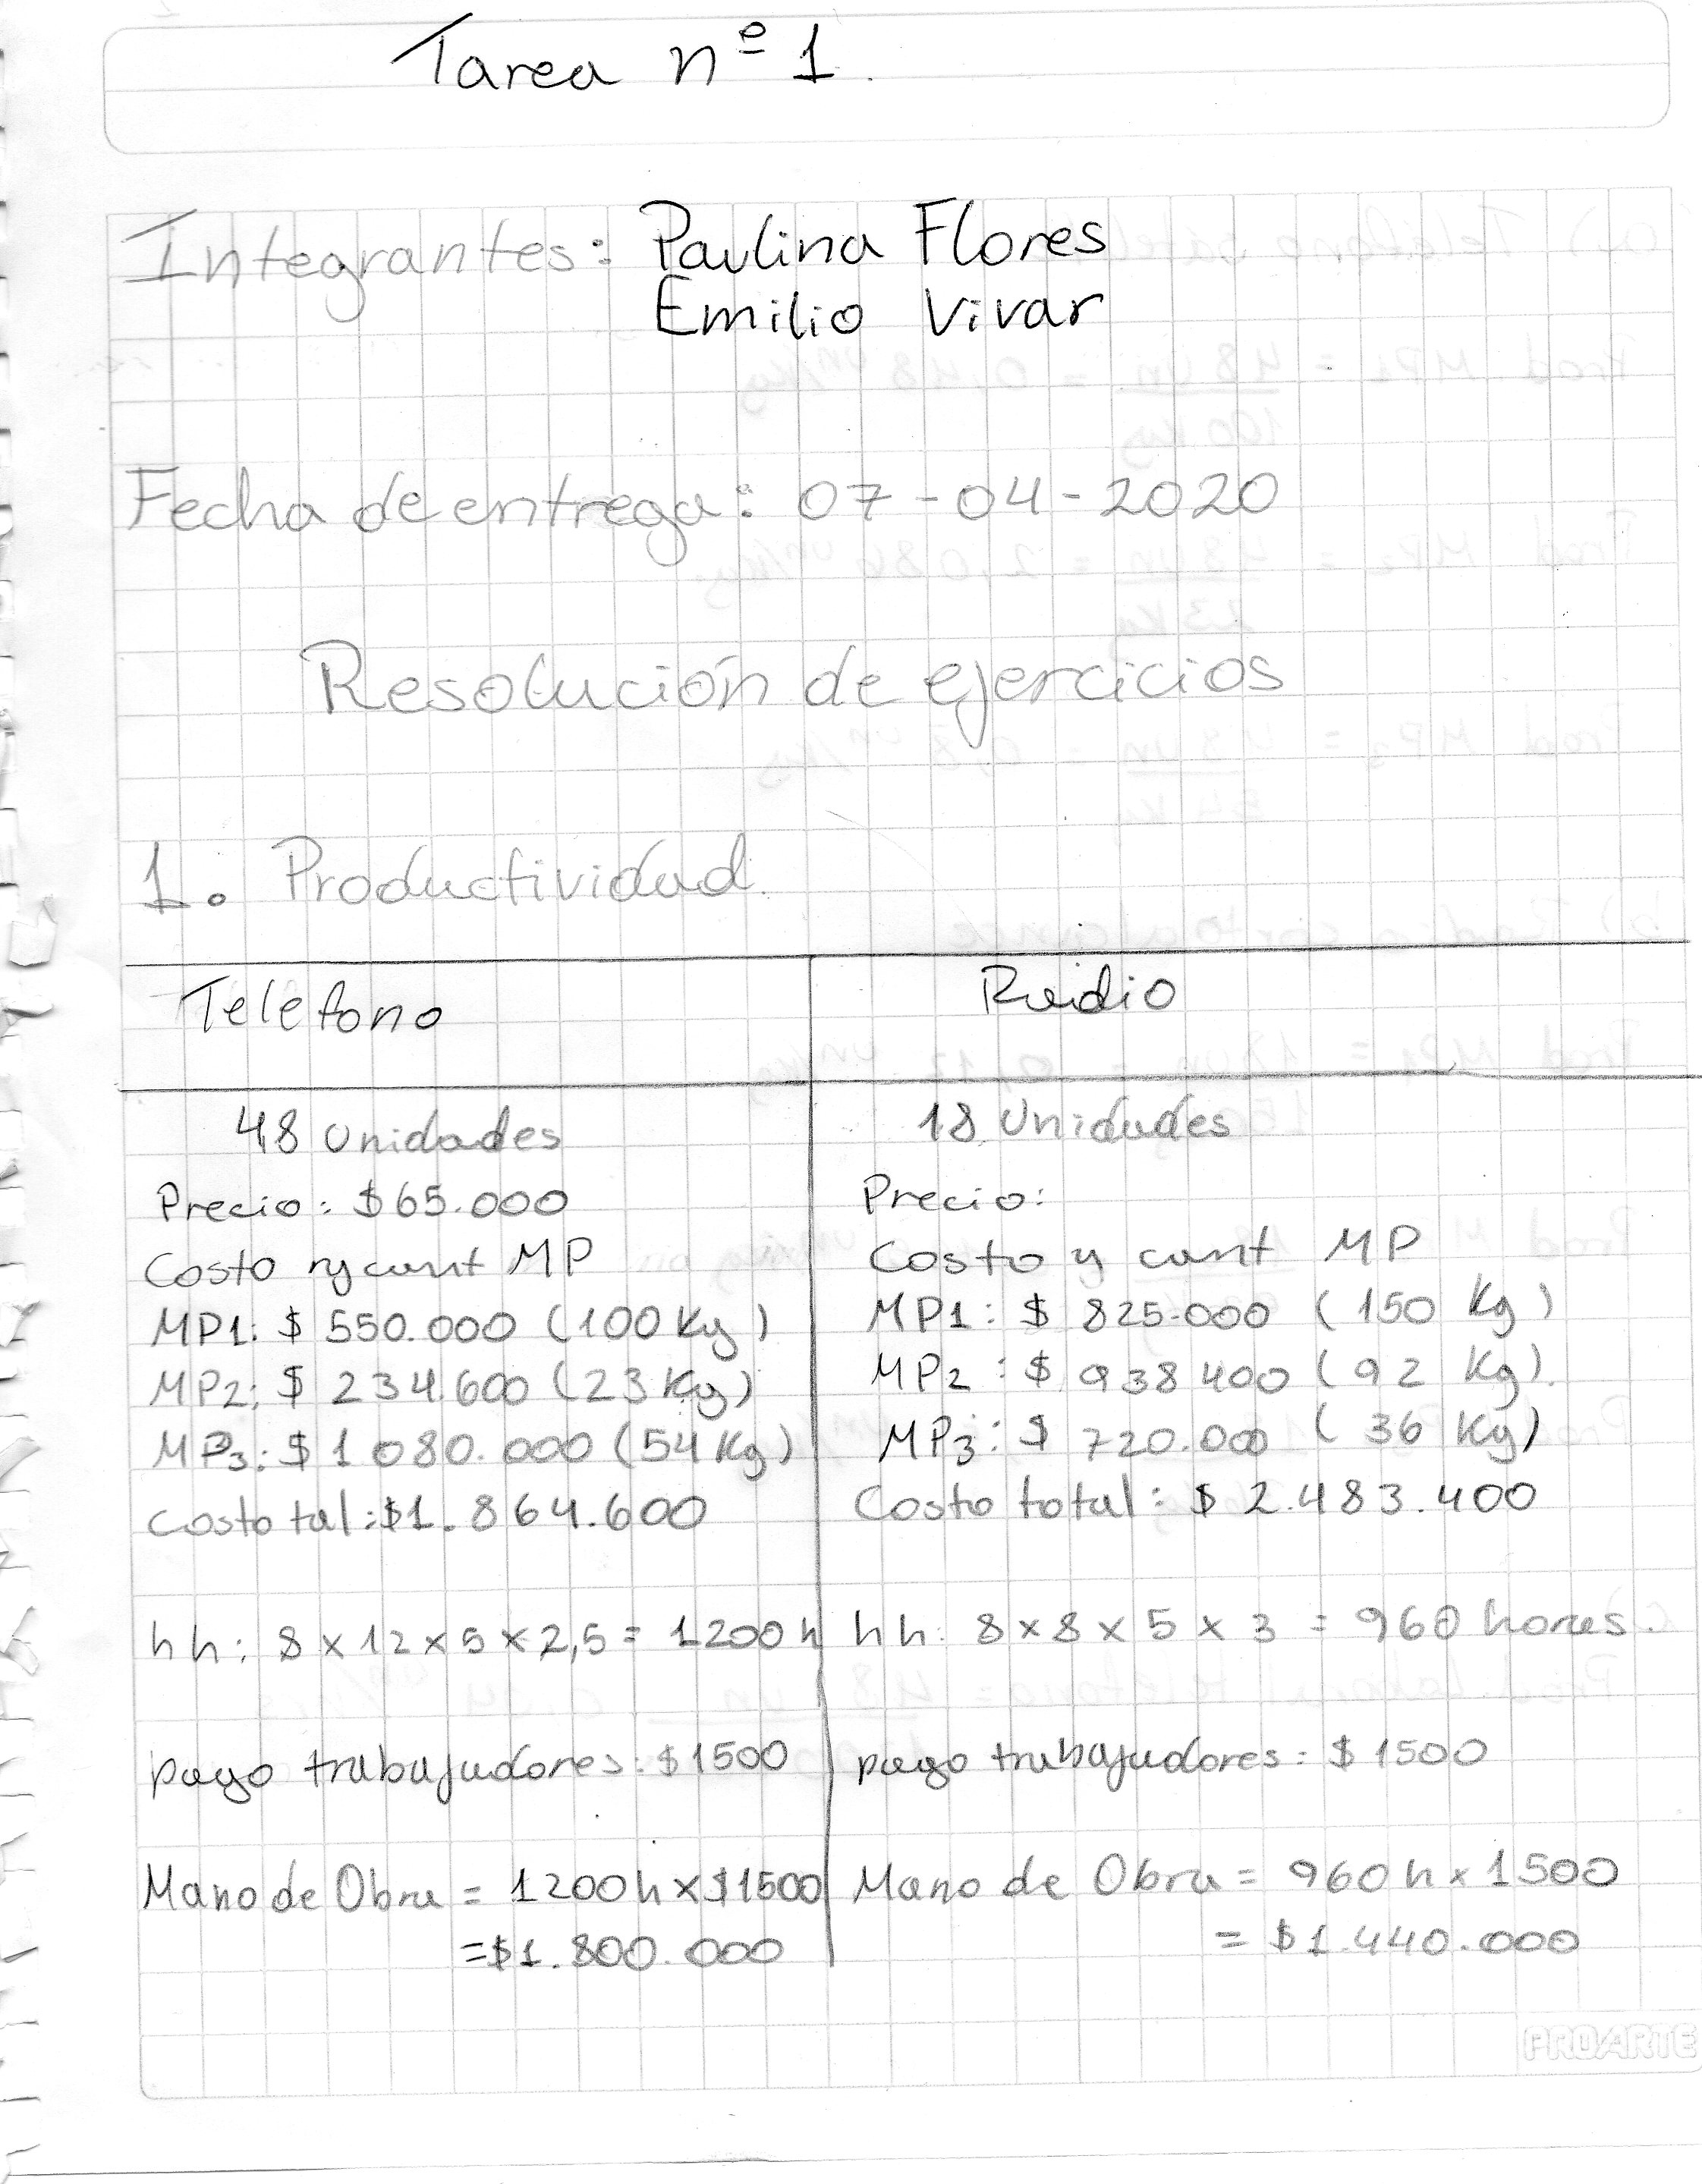 Tarea nº 1.
Integrantes: Paulina Flores
Emilio Vivar
Fecha de entrega: 07-04-2020
Resolución de ejercicios
1. Productividad.
Telefono
48 Unidades
Precio: $65.000
Costo y cant MP
MP1: $ 550.000 (100 Kg)
MP2: $ 234.600 (23 Kg)
MP3: $ 1 080.000 (54 Kg)
Costo tal: $1.864.600
hh: 8 x 12 x 5 x 2,5 = 1200 h
pago trabajadores: $1500
Mano de Obra = 1200h x $1500
= $1.800.000
Radio
18 Unidades
Precio:
Costo y cant MP
MP1: $ 825.000 (150 Kg)
MP2: $ 938 400 (92 Kg).
MP3: $ 720.000 (36 Kg)
Costo total: $ 2.483.400
hh: 8 x 8 x 5 x 3 = 960 horas.
pago trabajadores: $ 1500
Mano de Obra = 960 h x 1500
= $1.440.000
PROARTE